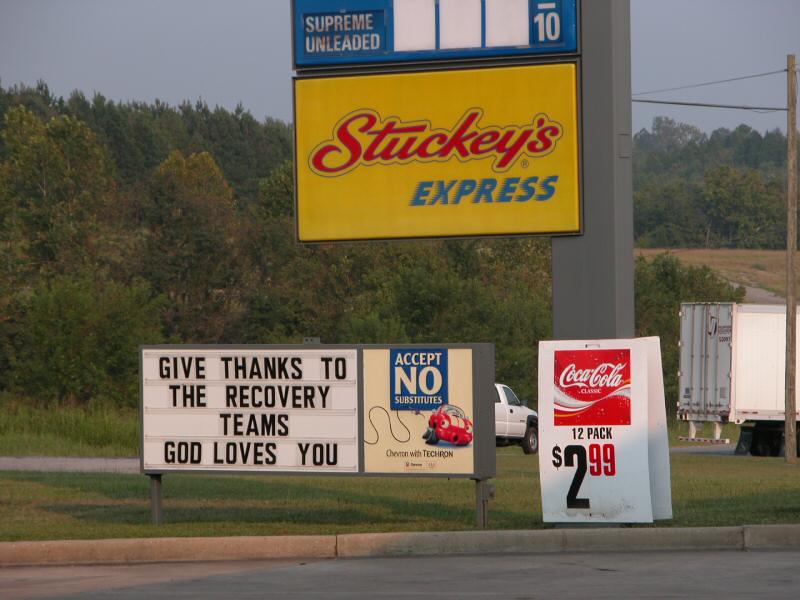 SUPREME
UNLEADED
10
Stuckey's
EXPRESS
GIVE THANKS TO
THE RECOVERY
TEAMS
GOD LOVES YOU
ACCEPT
NO
SUBSTITUTES
Chevron with TECHRON
Coca-Cola
CLASSIC
12 PACK
$2.99